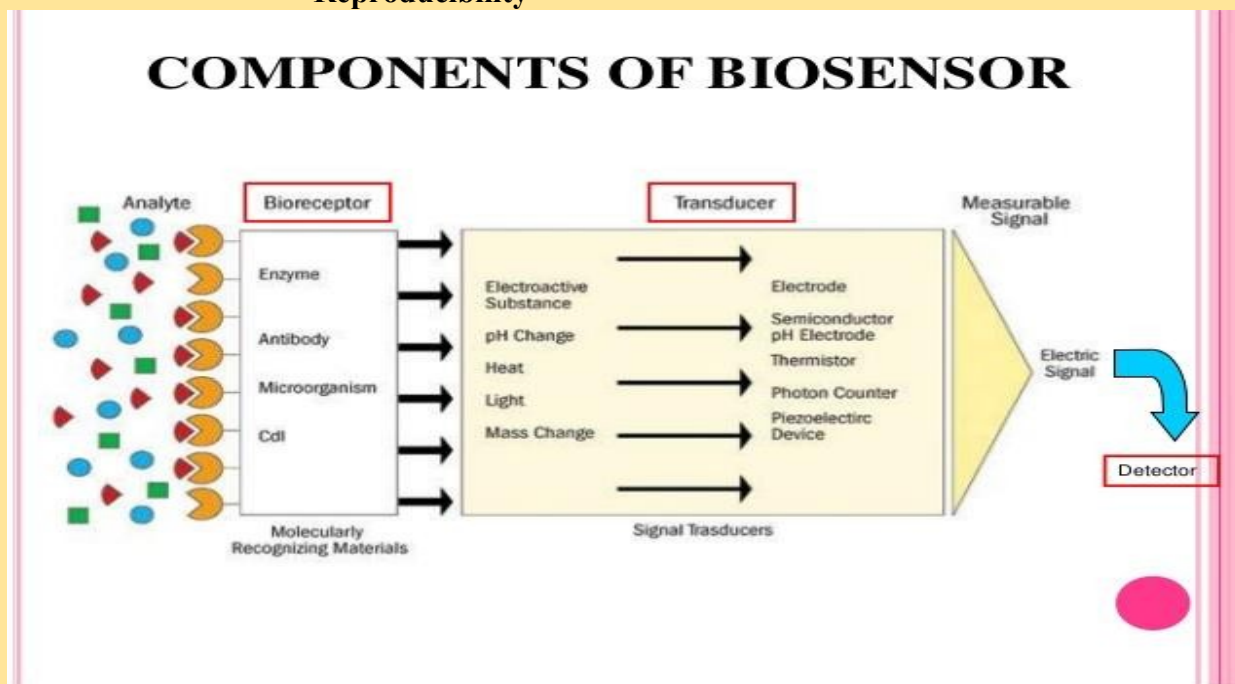 Reproducibility
COMPONENTS OF BIOSENSOR
Analyte
Bioreceptor
Transducer
Measurable
Signal
Enzyme
Antibody
Microorganism
Cdl
Molecularly
Recognizing Materials
Electroactive
Substance
pH Change
Heat
Light
Mass Change
Electrode
Semiconductor
pH Electrode
Thermistor
Photon Counter
Piezoelectirc
Device
Signal Trasducers
Electric
Signal
Detector